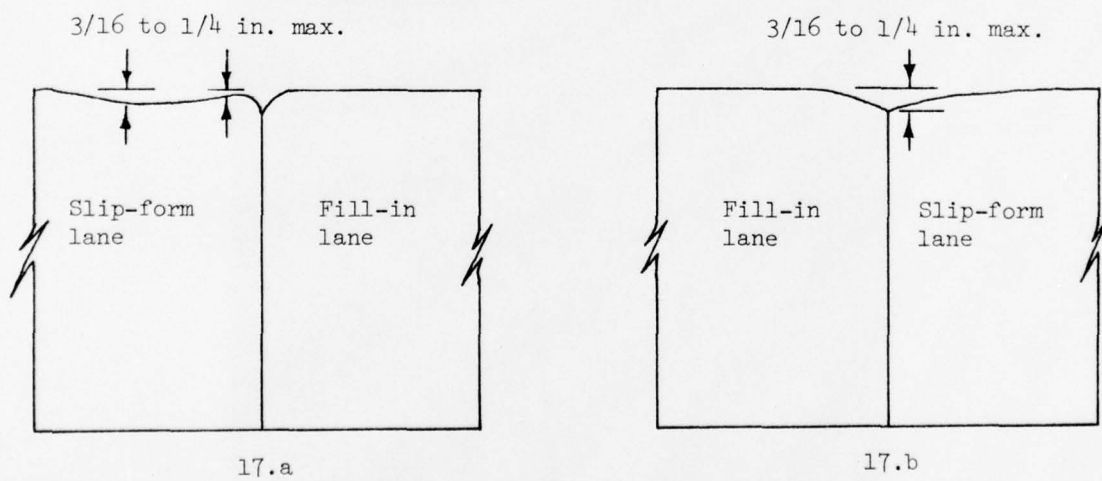 3/16 to 1/4 in. max.
Slip-form
lane
Fill-in
lane
17.a
3/16 to 1/4 in. max.
Fill-in
lane
Slip-form
lane
17.b